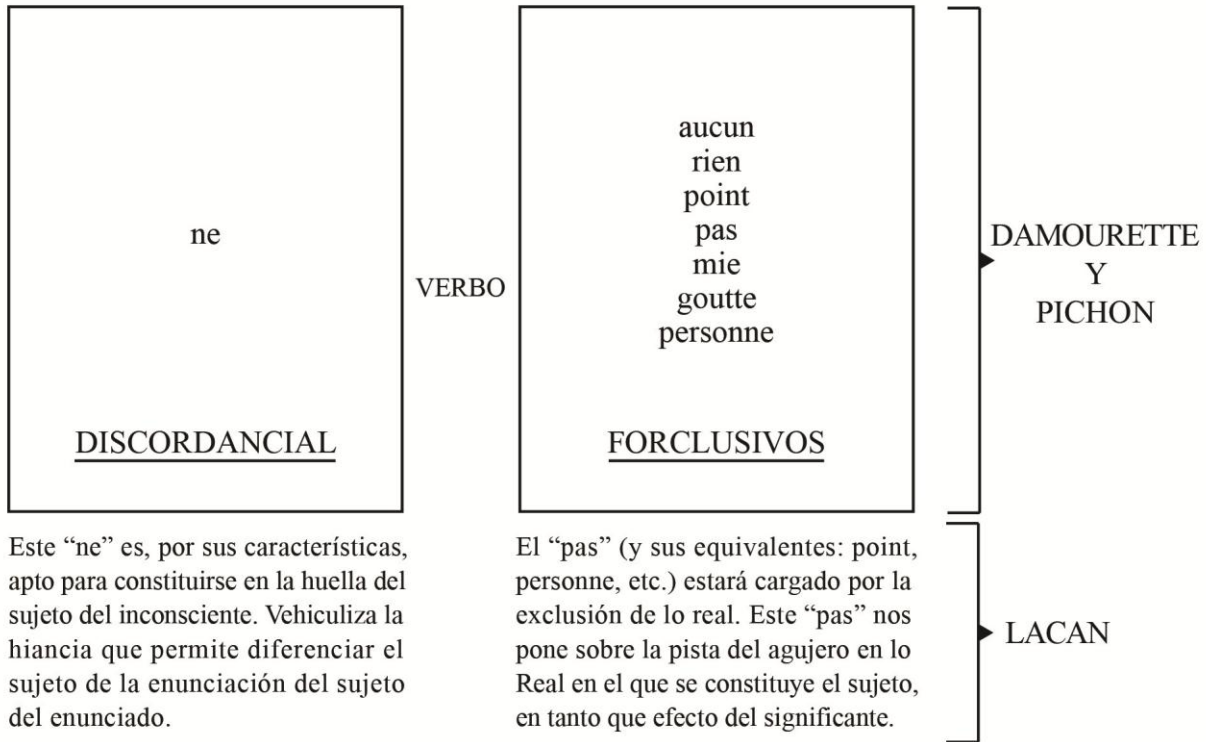 ne
DISCORDANCIAL
VERBO
aucun
rien
point
pas
mie
goutte
personne
FORCLUSIVOS
DAMOURETTE
Y
PICHON
Este “ne” es, por sus características,
apto para constituirse en la huella del
sujeto del inconsciente. Vehiculiza la
hiancia que permite diferenciar el
sujeto de la enunciación del sujeto
del enunciado.
El “pas” (y sus equivalentes: point,
personne, etc.) estará cargado por la
exclusión de lo real. Este “pas” nos
pone sobre la pista del agujero en lo
Real en el que se constituye el sujeto,
en tanto que efecto del significante.
LACAN